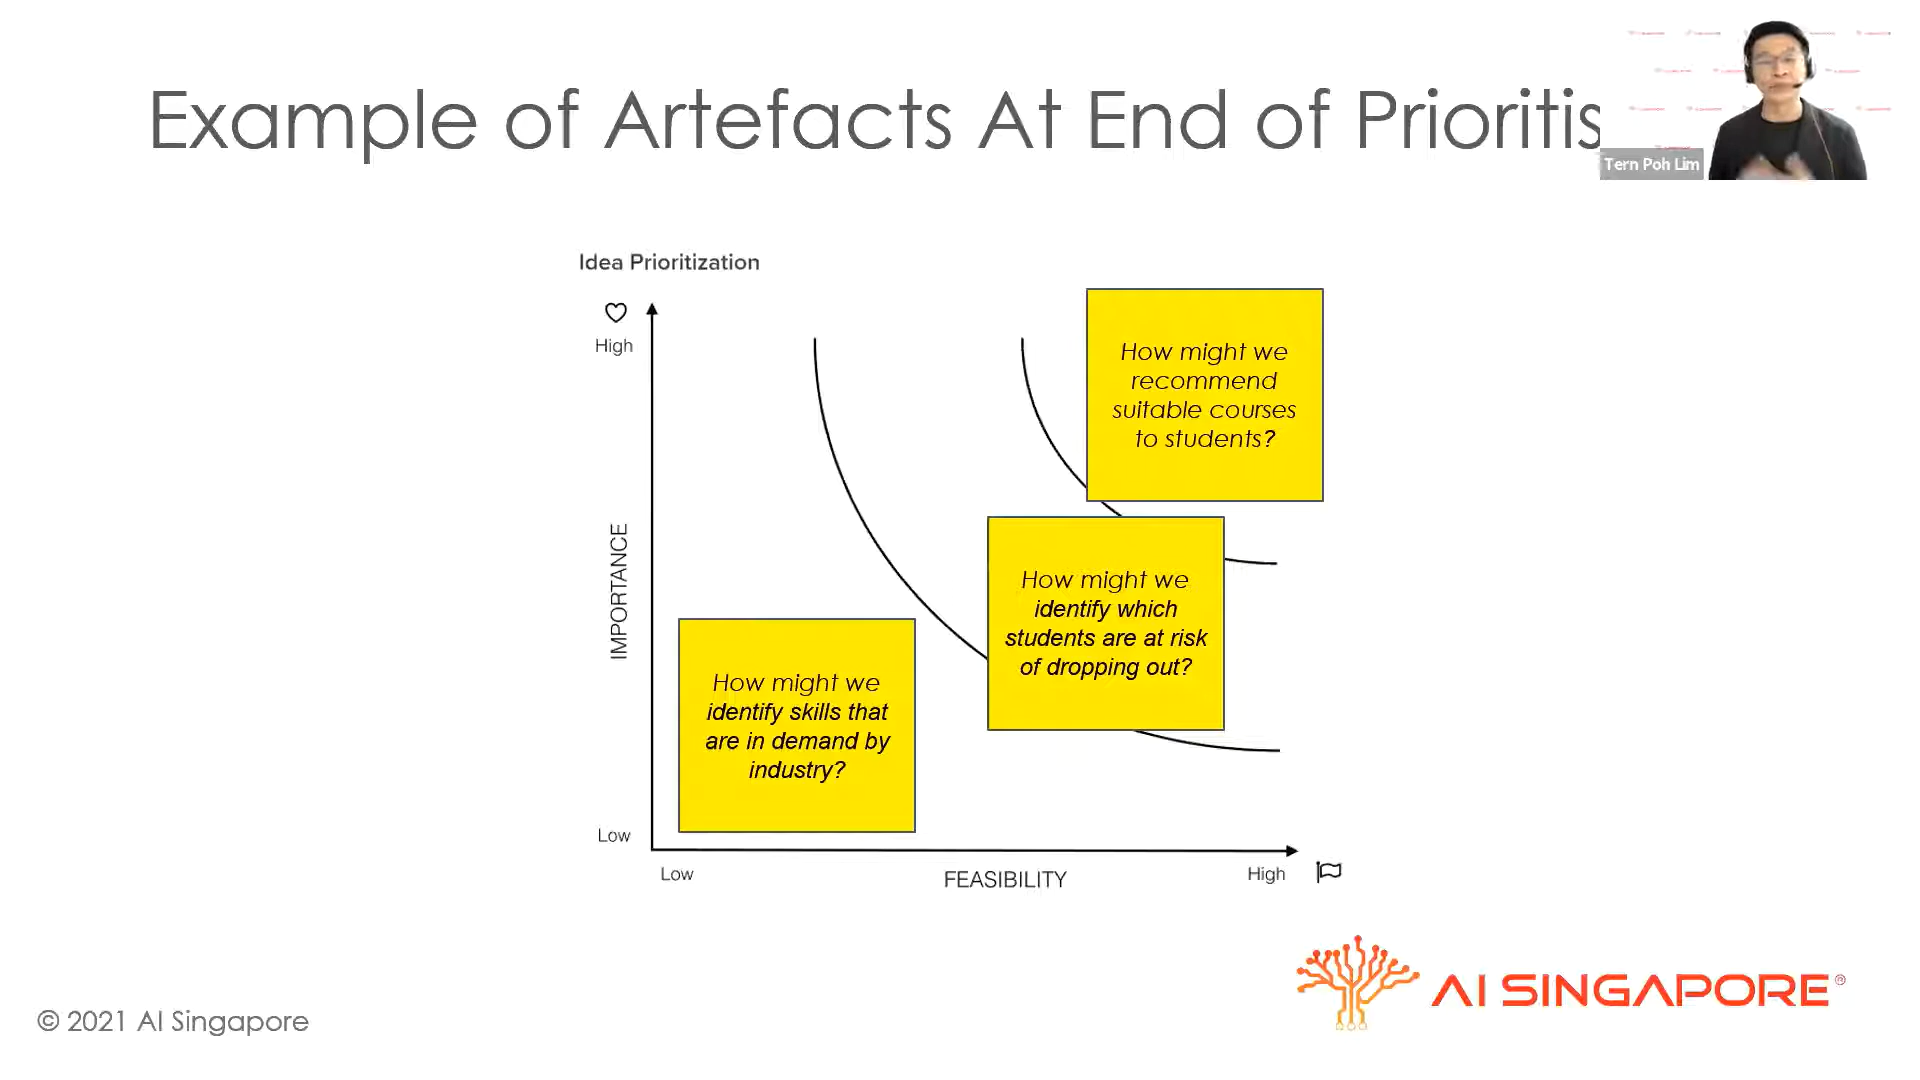 Example of Artefacts At End of Prioritis
Tern Poh Lim
Idea Prioritization
High
How might we
recommend
suitable courses
to students?
IMPORTANCE
How might we
identify which
students are at risk
of dropping out?
How might we
identify skills that
are in demand by
industry?
Low
Low
FEASIBILITY
High
AI SINGAPORE®
© 2021 AI Singapore